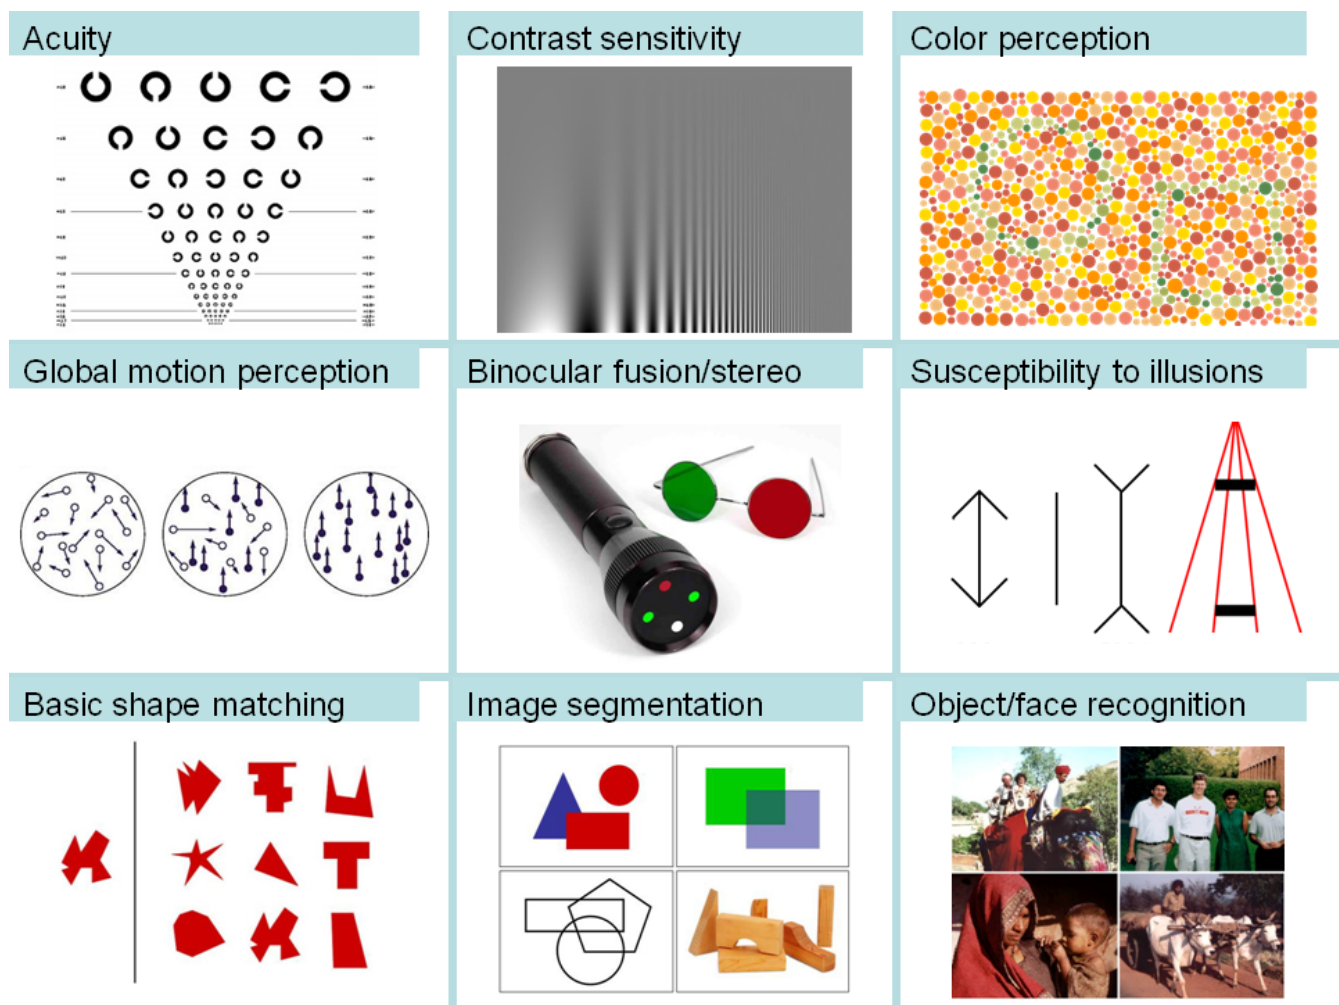 Acuity
Contrast sensitivity
Color perception
Global motion perception
Binocular fusion/stereo
Susceptibility to illusions
Basic shape matching
Image segmentation
Object/face recognition